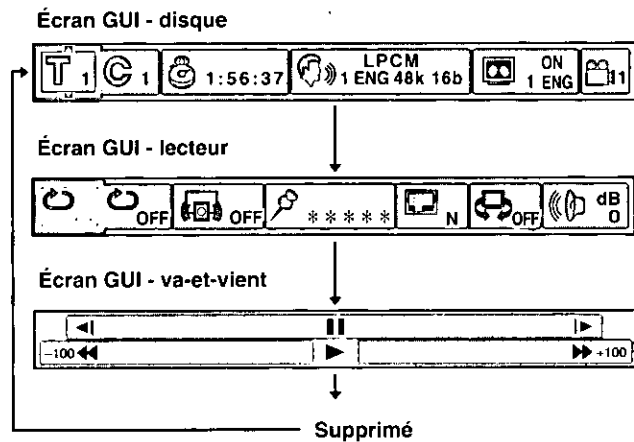 Écran GUI - disque
T 1 C 1 1:56:37 LPCM 1 ENG 48k 16b ON 1 ENG 1
Écran GUI - lecteur
OFF OFF ***** N OFF dB 0
Écran GUI - va-et-vient
−100 +100
Supprimé